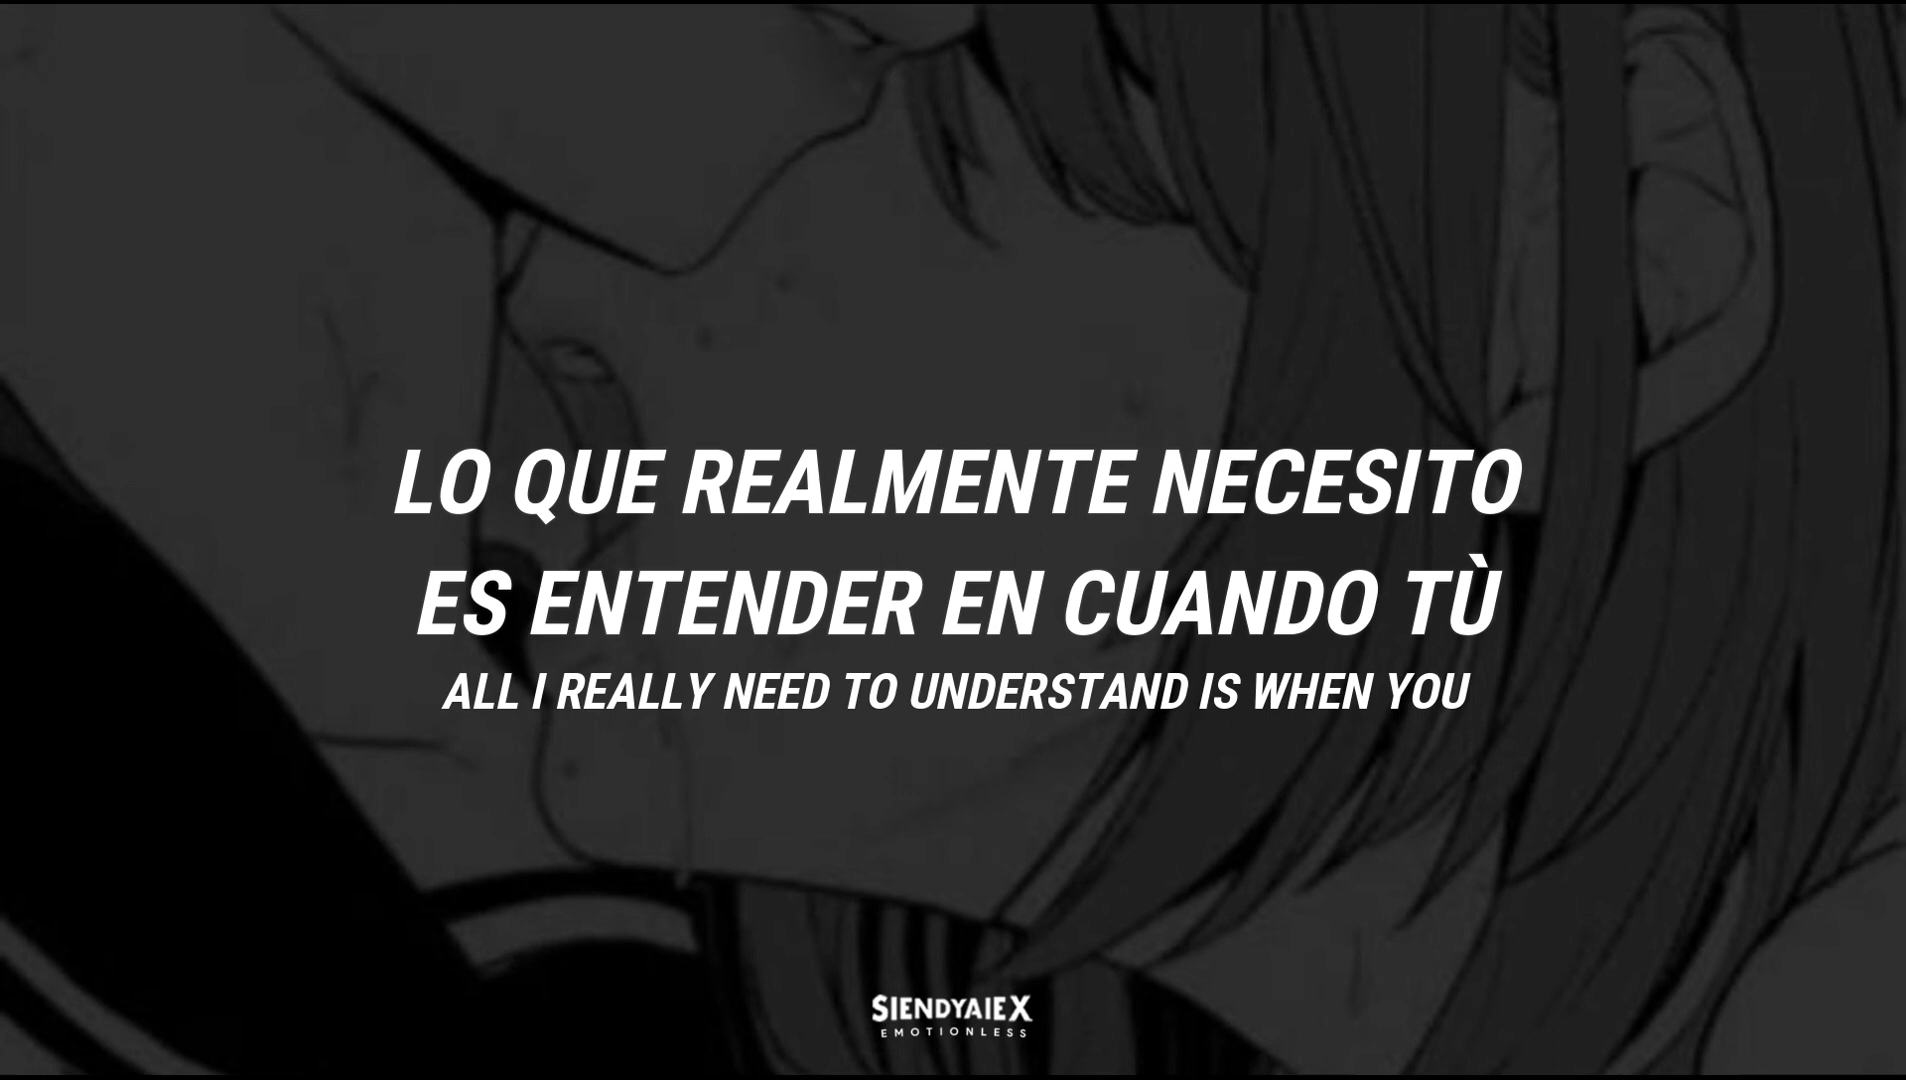 LO QUE REALMENTE NECESITO
ES ENTENDER EN CUANDO TÙ
ALL I REALLY NEED TO UNDERSTAND IS WHEN YOU
SIENDYAIEX
EMOTIONLESS